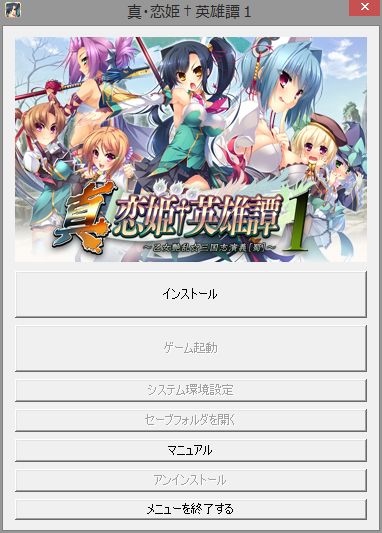 真・恋姫†英雄譚 1
真 恋姫†英雄譚 1
～乙女艶乱☆三国志演義[蜀]～
インストール
ゲーム起動
システム環境設定
セーブフォルダを開く
マニュアル
アンインストール
メニューを終了する